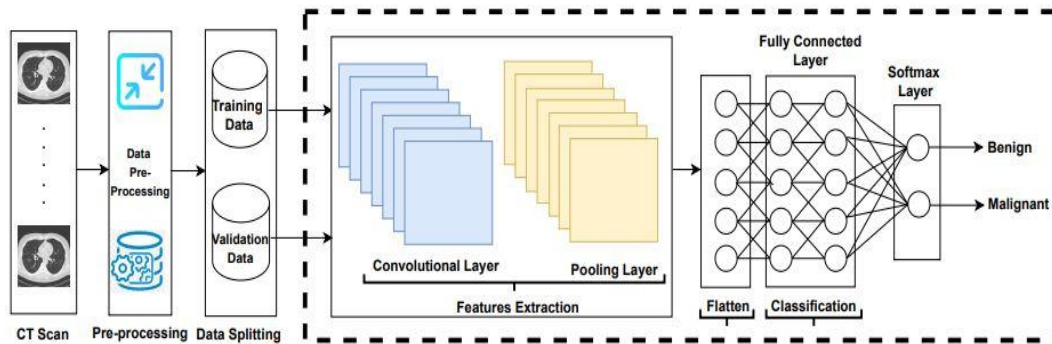 Fully Connected
Layer
Softmax
Layer
Training
Data
Data
Pre-
Processing
Benign
Malignant
Validation
Data
Convolutional Layer
Pooling Layer
Features Extraction
Flatten
Classification
CT Scan
Pre-processing
Data Splitting